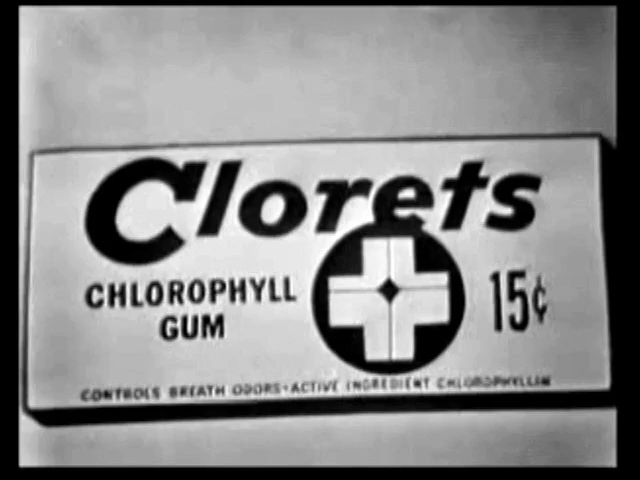 Clorets
CHLOROPHYLL
GUM
15¢
CONTROLS BREATH ODORS-ACTIVE INGREDIENT CHLOROPHYLLIN